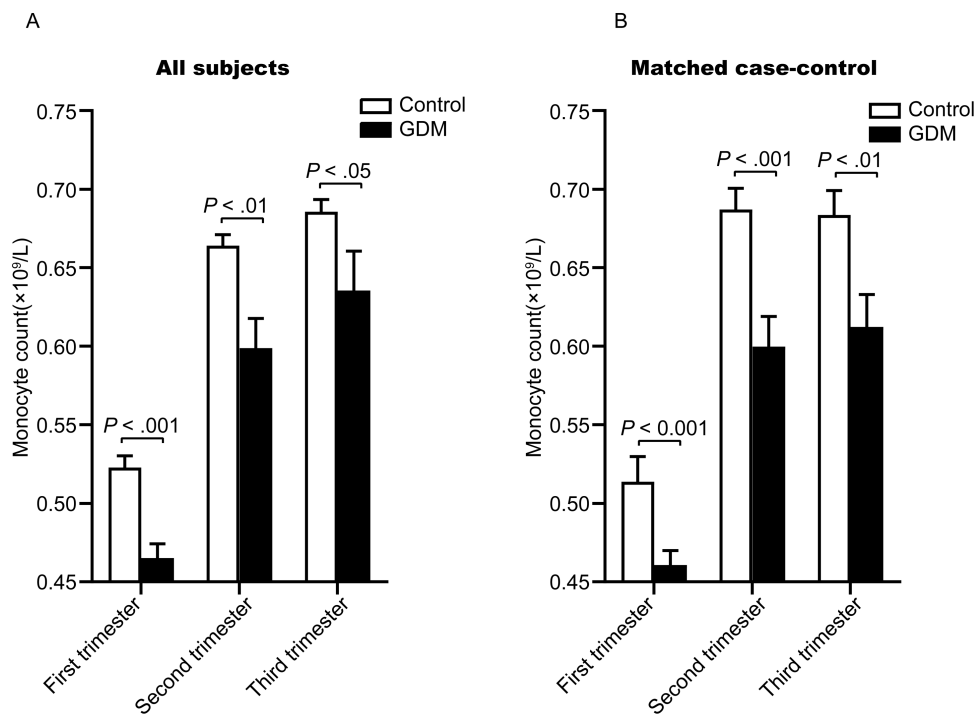 A
All subjects
Control
GDM
0.75
0.70
0.65
0.60
0.55
0.50
0.45
Monocyte count(×10⁹/L)
P < .001
P < .01
P < .05
First trimester
Second trimester
Third trimester
B
Matched case-control
Control
GDM
0.75
0.70
0.65
0.60
0.55
0.50
0.45
Monocyte count(×10⁹/L)
P < 0.001
P < .001
P < .01
First trimester
Second trimester
Third trimester